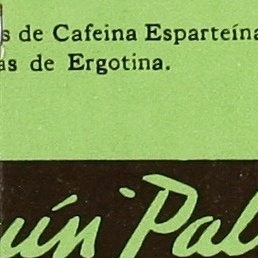 s de Cafeina Esparteína
as de Ergotina.
uín Pal